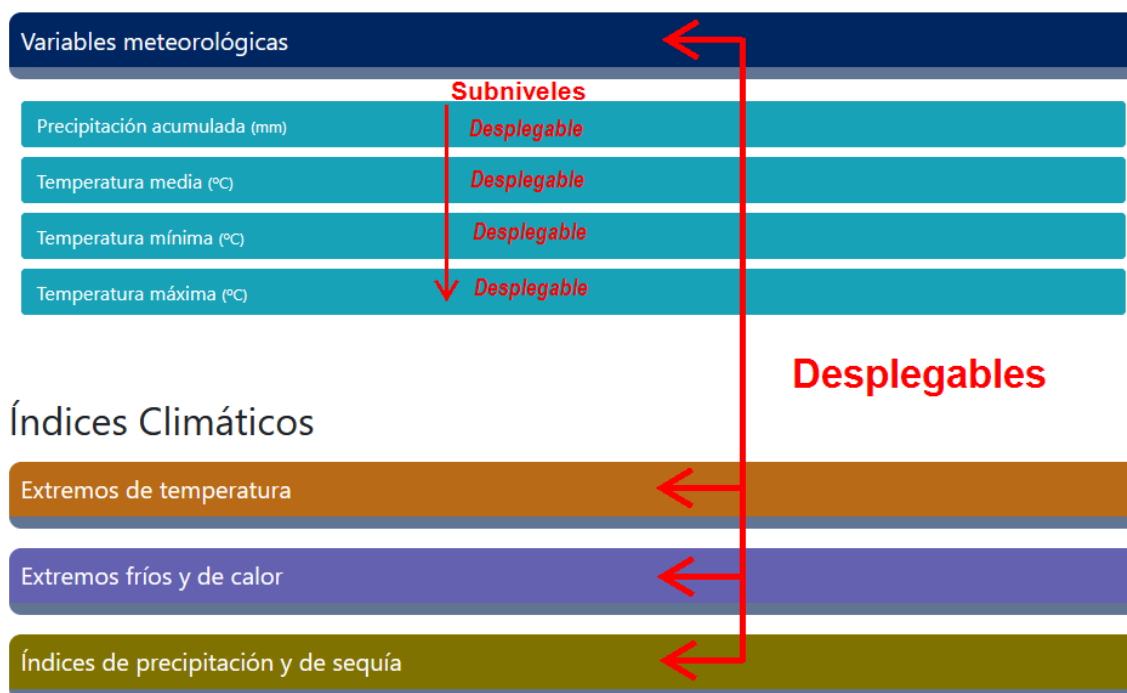 Variables meteorológicas
Subniveles
Precipitación acumulada (mm) Desplegable
Temperatura media (ºC) Desplegable
Temperatura mínima (ºC) Desplegable
Temperatura máxima (ºC) Desplegable
Desplegables
Índices Climáticos
Extremos de temperatura
Extremos fríos y de calor
Índices de precipitación y de sequía